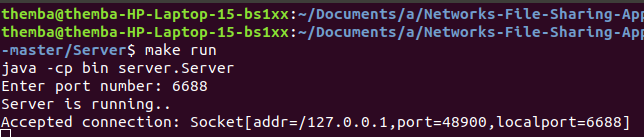 themba@themba-HP-Laptop-15-bs1xx:~/Documents/a/Networks-File-Sharing-App
themba@themba-HP-Laptop-15-bs1xx:~/Documents/a/Networks-File-Sharing-App
-master/Server$ make run
java -cp bin server.Server
Enter port number: 6688
Server is running..
Accepted connection: Socket[addr=/127.0.0.1,port=48900,localport=6688]